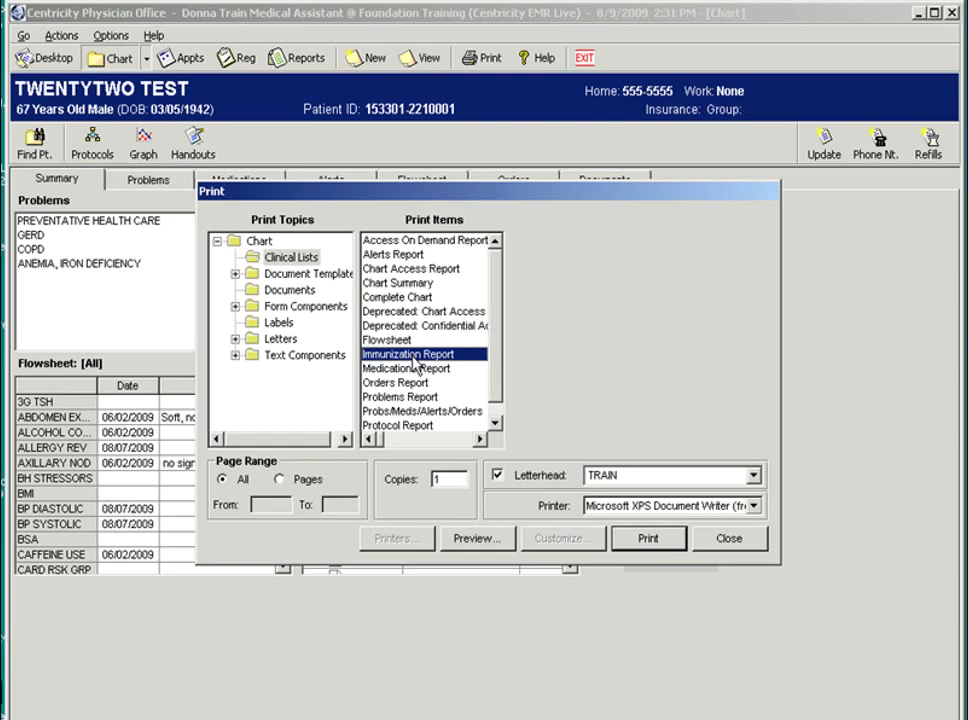 Centricity Physician Office - Donna Train Medical Assistant @ Foundation Training (Centricity EMR Live) - 8/9/2009 2:31 PM - [Chart]
Go Actions Options Help
Desktop Chart Appts Reg Reports New View Print Help EXIT
TWENTYTWO TEST
67 Years Old Male (DOB: 03/05/1942) Patient ID: 153301-2210001
Home: 555-5555 Work: None
Insurance: Group:
Find Pt. Protocols Graph Handouts Update Phone Nt. Refills
Summary Problems
Problems
PREVENTATIVE HEALTH CARE
GERD
COPD
ANEMIA, IRON DEFICIENCY
Flowsheet: [All]
Date
3G TSH
ABDOMEN EX... 06/02/2009 Soft, no
ALCOHOL CO... 06/02/2009
ALLERGY REV 08/07/2009
AXILLARY NOD 06/02/2009 no sigr
BH STRESSORS
BMI
BP DIASTOLIC 08/07/2009
BP SYSTOLIC 08/07/2009
BSA
CAFFEINE USE 06/02/2009
CARD RSK GRP
Print
Print Topics
Chart
Clinical Lists
Document Template
Documents
Form Components
Labels
Letters
Text Components
Print Items
Access On Demand Report
Alerts Report
Chart Access Report
Chart Summary
Complete Chart
Deprecated: Chart Access
Deprecated: Confidential Ac
Flowsheet
Immunization Report
Medications Report
Orders Report
Problems Report
Probs/Meds/Alerts/Orders
Protocol Report
Page Range
All Pages
From: To:
Copies: 1
Letterhead: TRAIN
Printer: Microsoft XPS Document Writer (fr
Printers... Preview... Customize... Print Close